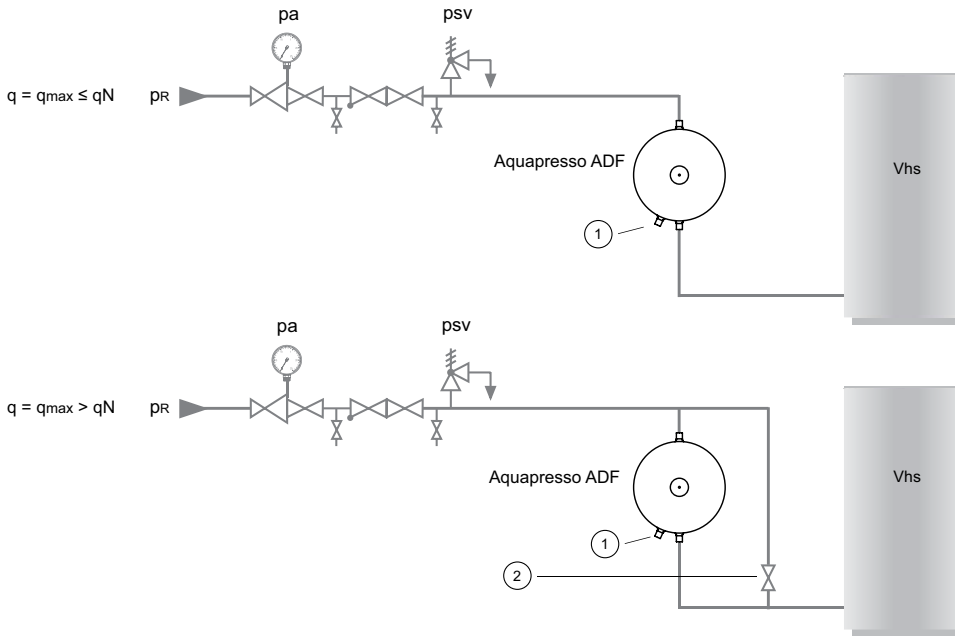 pa
psv
q = qmax ≤ qN
pR
Aquapresso ADF
Vhs
1
pa
psv
q = qmax > qN
pR
Aquapresso ADF
Vhs
1
2